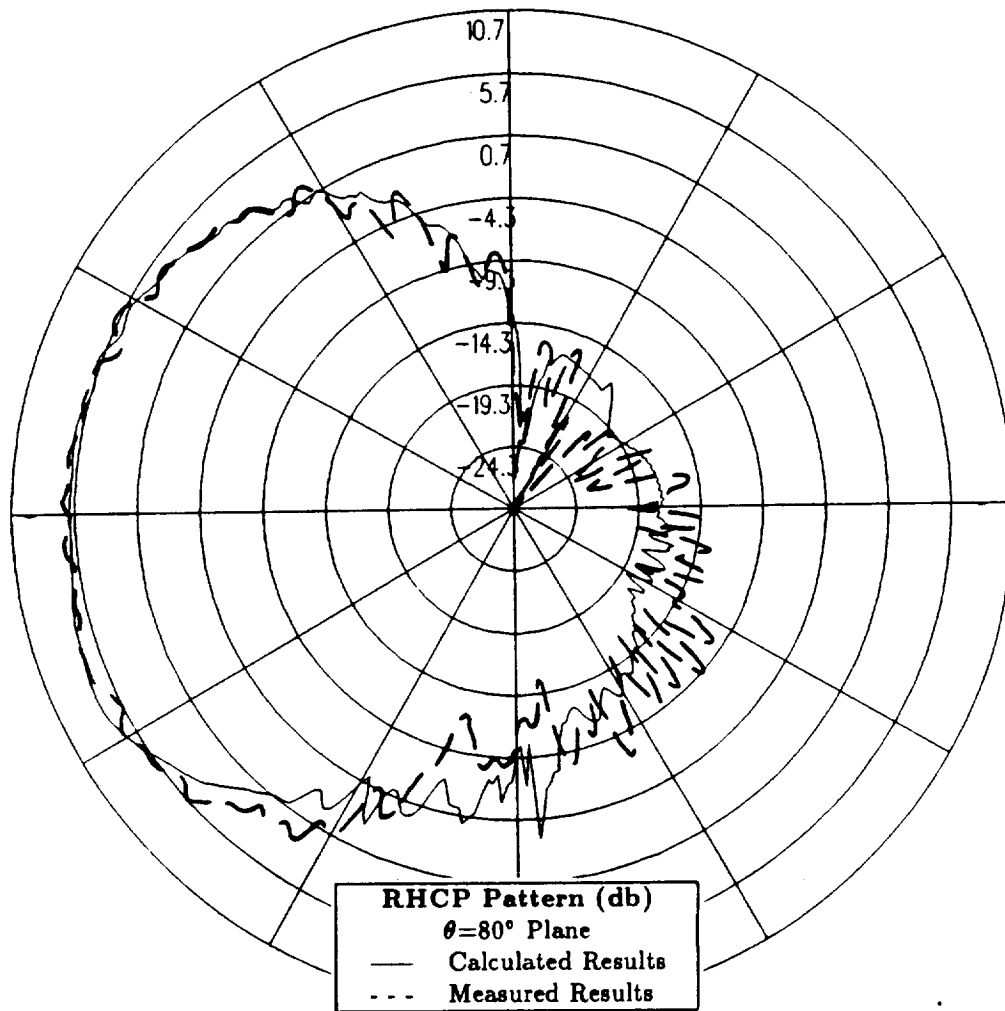 10.7
5.7
0.7
-4.3
-9.3
-14.3
-19.3
-24.3
RHCP Pattern (db)
θ=80° Plane
—— Calculated Results
--- Measured Results